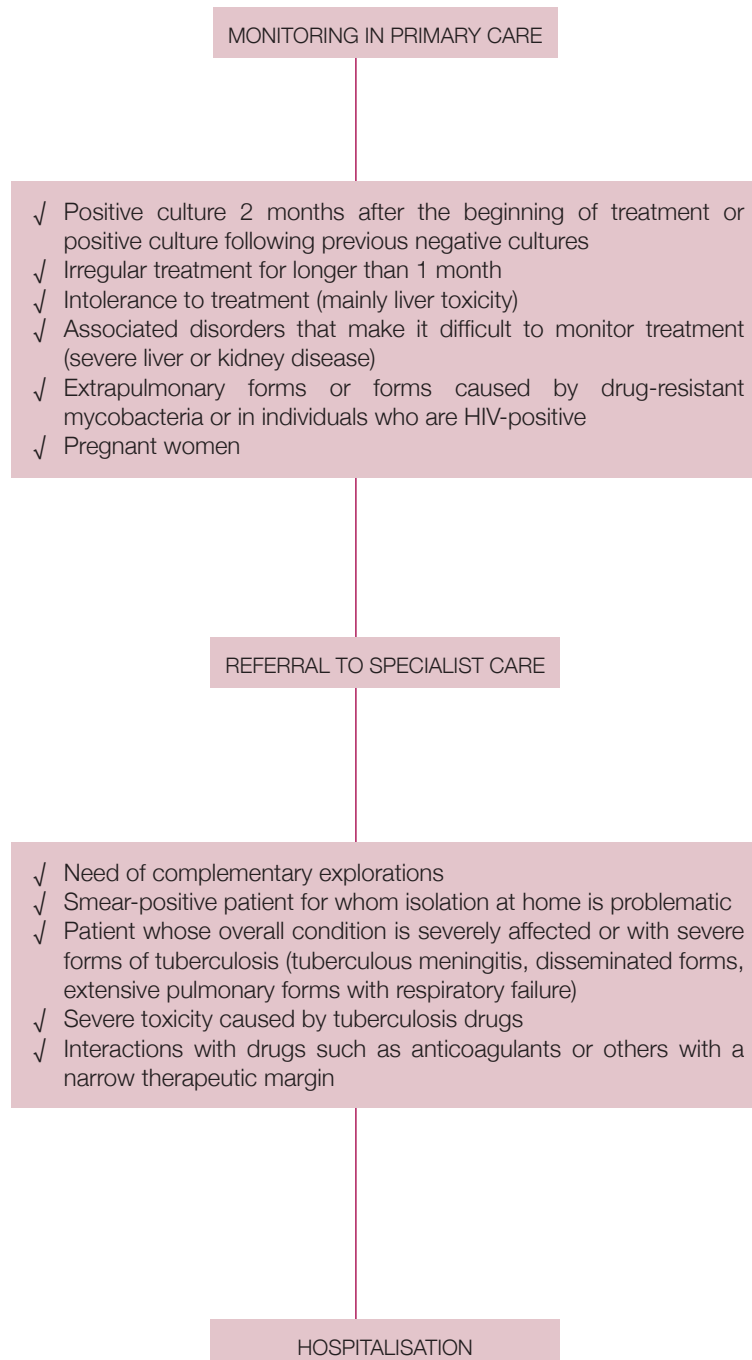 MONITORING IN PRIMARY CARE
√ Positive culture 2 months after the beginning of treatment or
positive culture following previous negative cultures
√ Irregular treatment for longer than 1 month
√ Intolerance to treatment (mainly liver toxicity)
√ Associated disorders that make it difficult to monitor treatment
(severe liver or kidney disease)
√ Extrapulmonary forms or forms caused by drug-resistant
mycobacteria or in individuals who are HIV-positive
√ Pregnant women
REFERRAL TO SPECIALIST CARE
√ Need of complementary explorations
√ Smear-positive patient for whom isolation at home is problematic
√ Patient whose overall condition is severely affected or with severe
forms of tuberculosis (tuberculous meningitis, disseminated forms,
extensive pulmonary forms with respiratory failure)
√ Severe toxicity caused by tuberculosis drugs
√ Interactions with drugs such as anticoagulants or others with a
narrow therapeutic margin
HOSPITALISATION